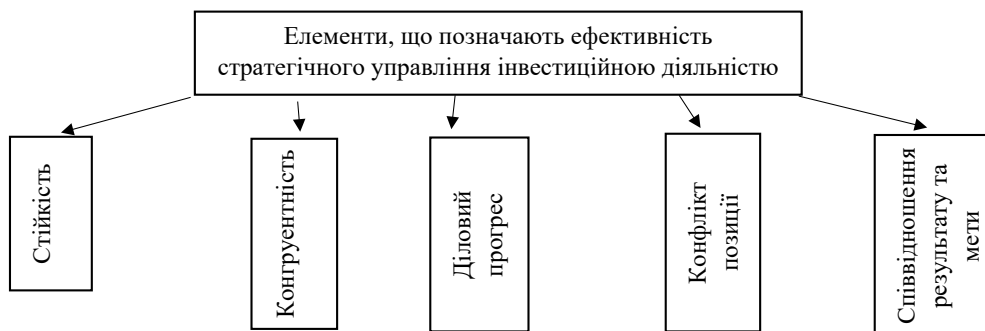 Елементи, що позначають ефективність
стратегічного управління інвестиційною діяльністю
Стійкість
Конгруентність
Діловий
прогрес
Конфлікт
позиції
Співвідношення
результату та
мети